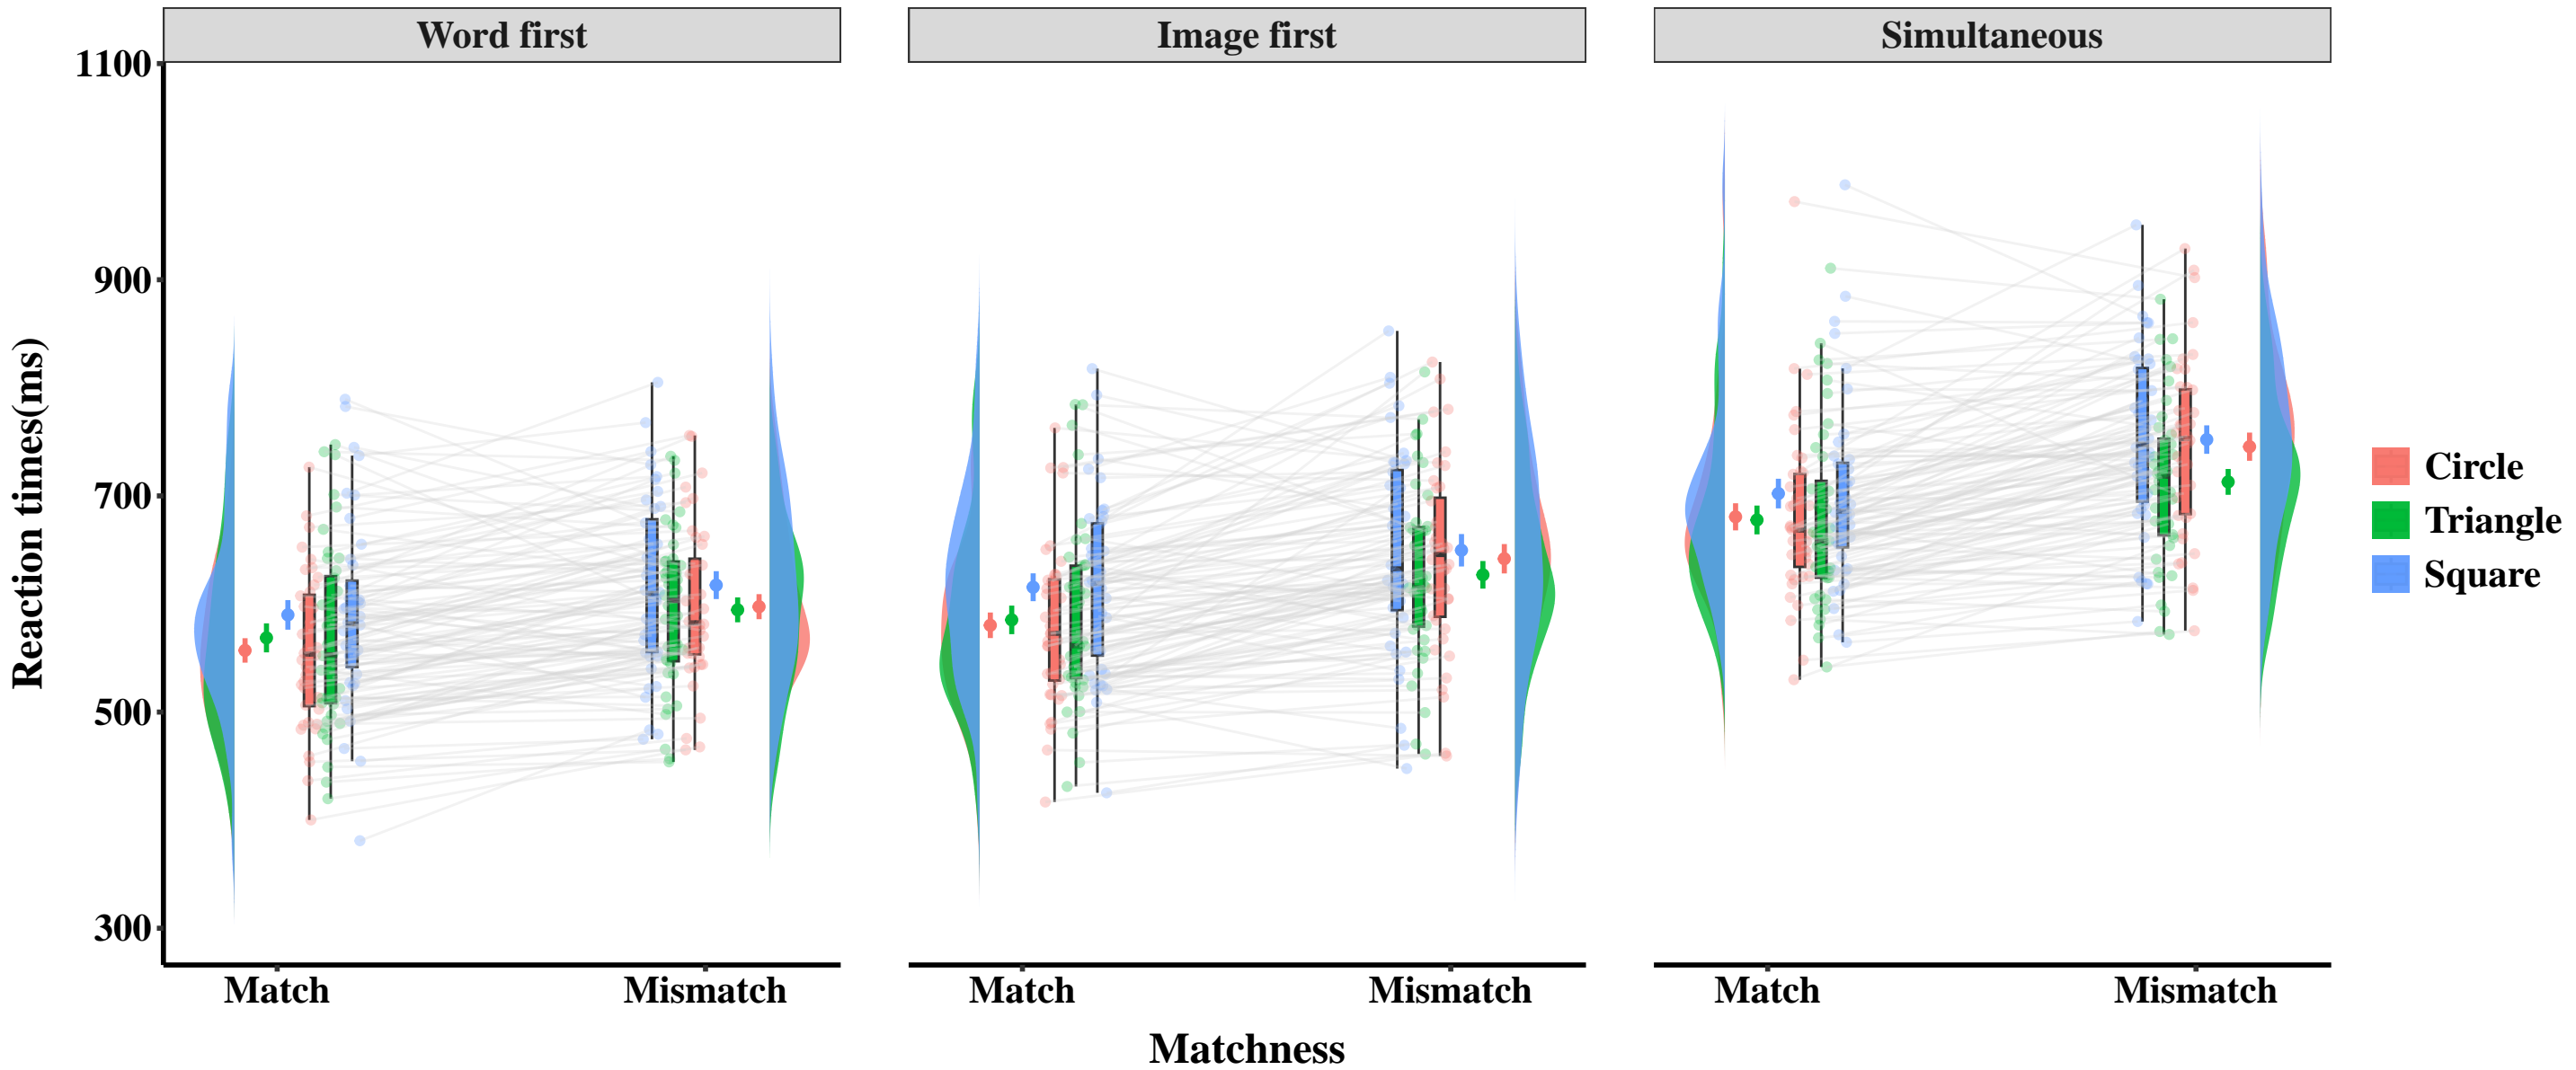 Word first
Image first
Simultaneous
1100
900
700
500
300
Reaction times(ms)
Match
Mismatch
Match
Mismatch
Match
Mismatch
Matchness
Circle
Triangle
Square